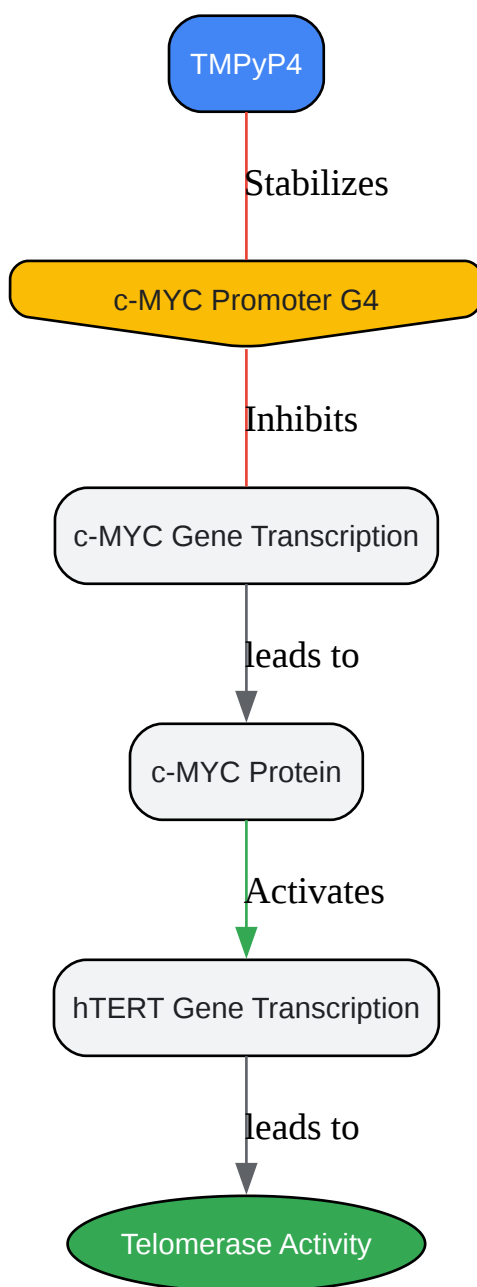 TMPyP4
Stabilizes
c-MYC Promoter G4
Inhibits
c-MYC Gene Transcription
leads to
c-MYC Protein
Activates
hTERT Gene Transcription
leads to
Telomerase Activity